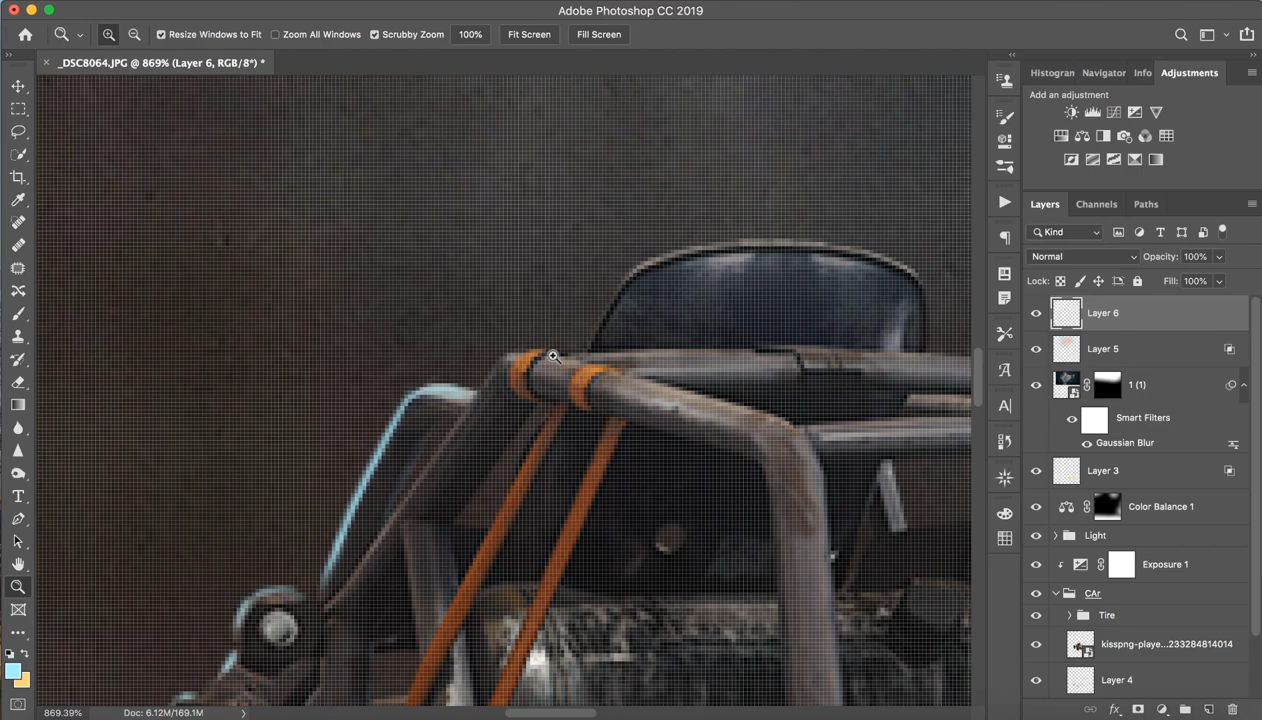 Adobe Photoshop CC 2019
Resize Windows to Fit
Zoom All Windows
Scrubby Zoom
100%
Fit Screen
Fill Screen
_DSC8064.JPG @ 869% (Layer 6, RGB/8*) *
Histogran
Navigator
Info
Adjustments
Add an adjustment
Layers
Channels
Paths
Kind
Normal
Opacity: 100%
Lock:
Fill: 100%
Layer 6
Layer 5
1 (1)
Smart Filters
Gaussian Blur
Layer 3
Color Balance 1
Light
Exposure 1
CAr
Tire
kisspng-playe...233284814014
Layer 4
869.39%
Doc: 6.12M/169.1M